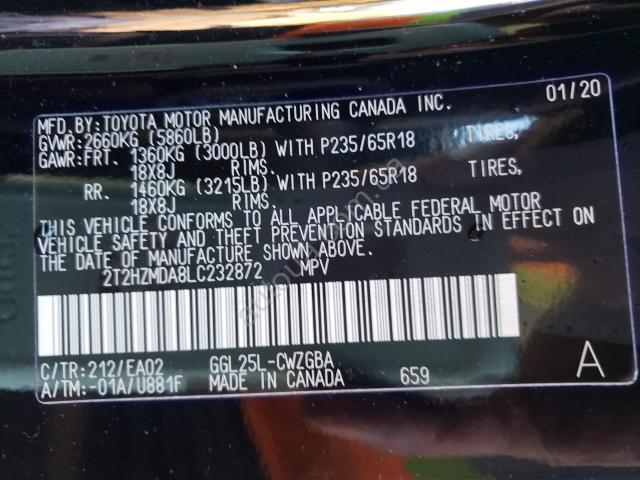 MFD.BY:TOYOTA MOTOR MANUFACTURING CANADA INC. 01/20
GVWR:2660KG (5860LB)
GAWR:FRT. 1360KG (3000LB) WITH P235/65R18 TIRES,
18X8J RIMS.
RR. 1460KG (3215LB) WITH P235/65R18 TIRES,
18X8J RIMS.
THIS VEHICLE CONFORMS TO ALL APPLICABLE FEDERAL MOTOR
VEHICLE SAFETY AND THEFT PREVENTION STANDARDS IN EFFECT ON
THE DATE OF MANUFACTURE SHOWN ABOVE.
2T2HZMDA8LC232872 MPV
C/TR:212/EA02 GGL25L-CWZGBA
A/TM:-01A/U881F MADE IN CANADA 659 A